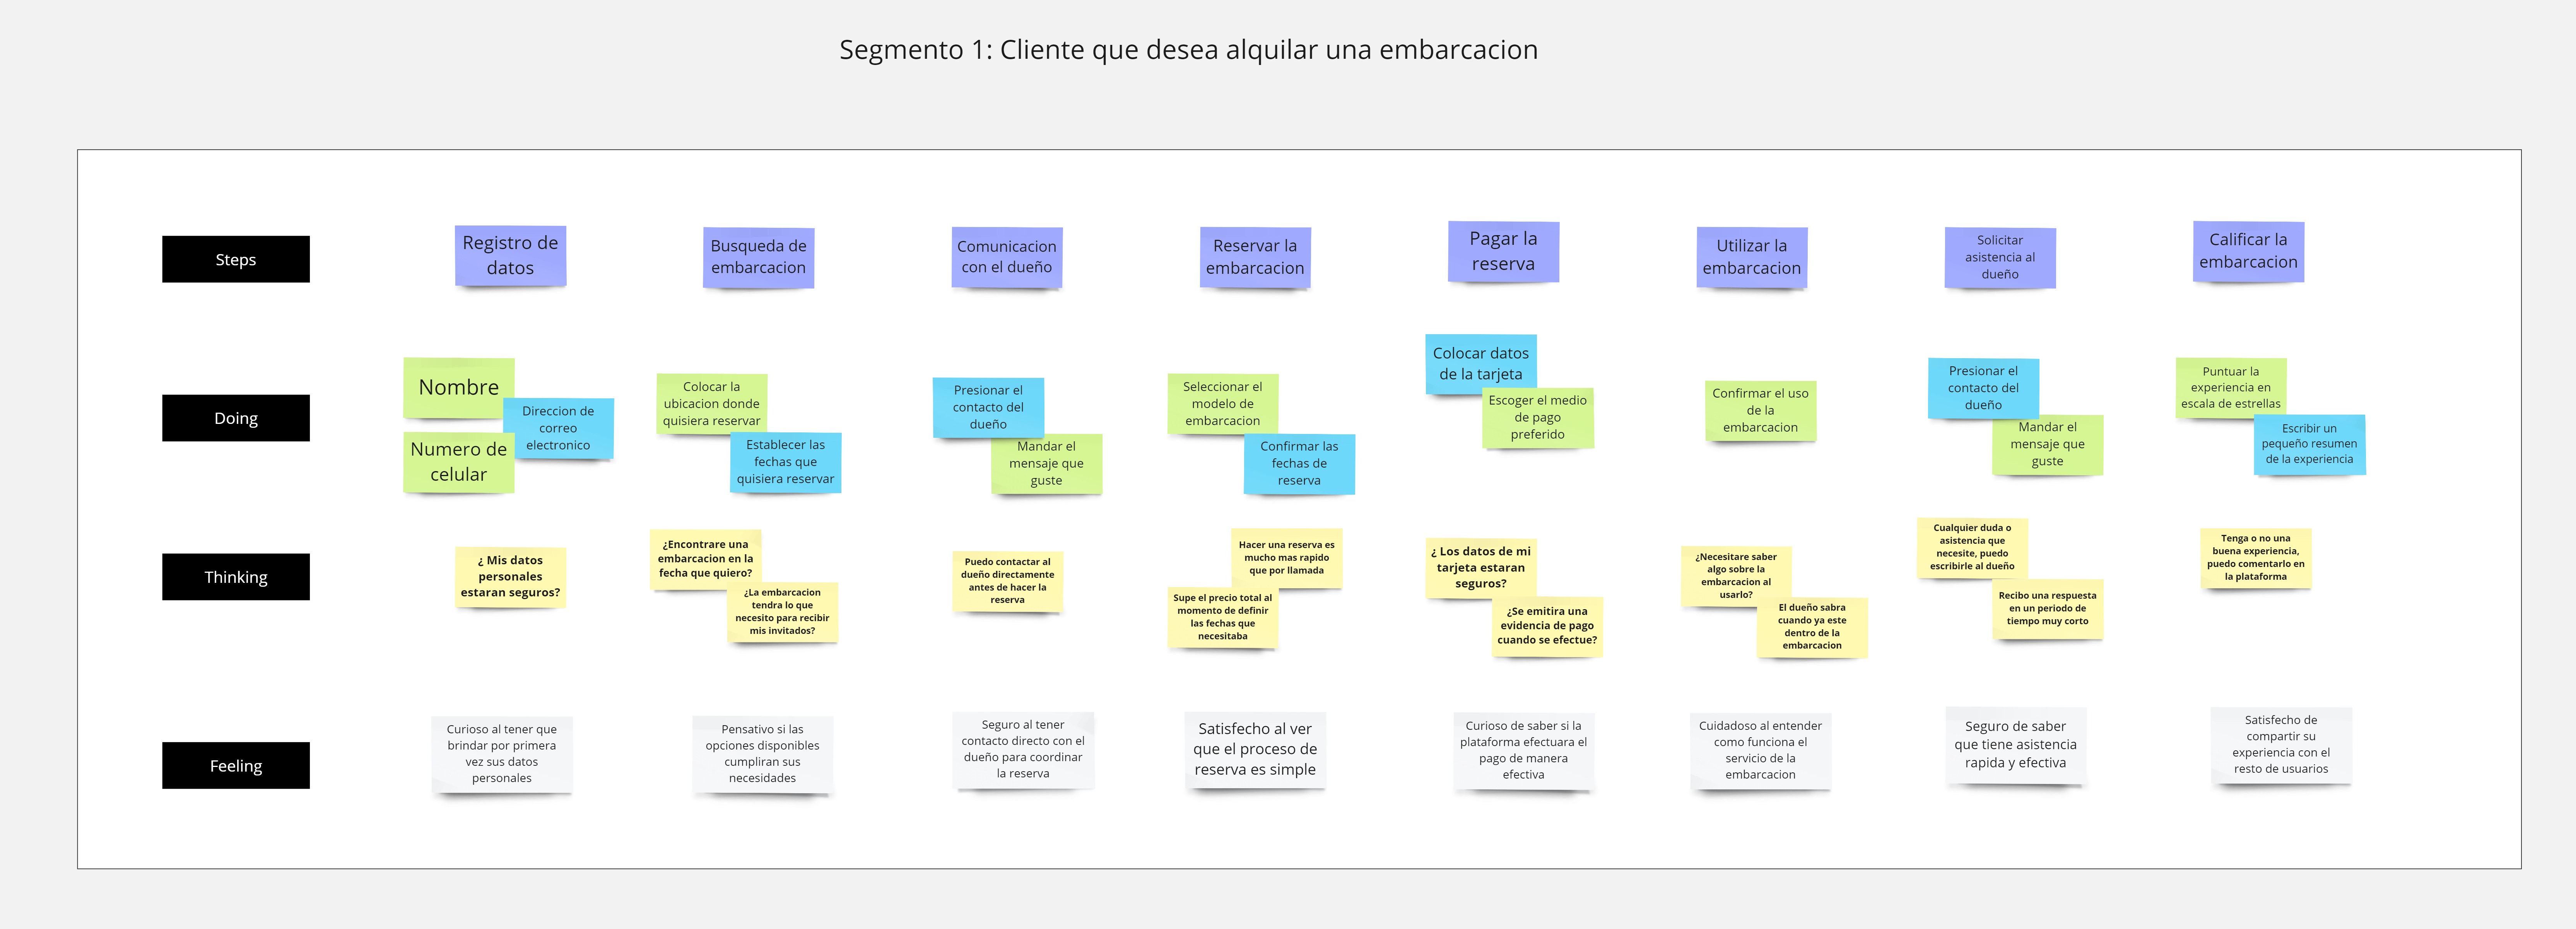 Segmento 1: Cliente que desea alquilar una embarcacion
Steps
Registro de
datos
Busqueda de
embarcacion
Comunicacion
con el dueño
Reservar la
embarcacion
Pagar la
reserva
Utilizar la
embarcacion
Solicitar
asistencia al
dueño
Calificar la
embarcacion
Doing
Nombre
Direccion de
correo
electronico
Numero de
celular
Colocar la
ubicacion donde
quisiera reservar
Establecer las
fechas que
quisiera reservar
Presionar el
contacto del
dueño
Mandar el
mensaje que
guste
Seleccionar el
modelo de
embarcacion
Confirmar las
fechas de
reserva
Colocar datos
de la tarjeta
Escoger el medio
de pago
preferido
Confirmar el uso
de la
embarcacion
Presionar el
contacto del
dueño
Mandar el
mensaje que
guste
Puntuar la
experiencia en
escala de estrellas
Escribir un
pequeño resumen
de la experiencia
Thinking
¿ Mis datos
personales
estaran seguros?
¿Encontrare una
embarcacion en la
fecha que quiero?
¿La embarcacion
tendra lo que
necesito para recibir
mis invitados?
Puedo contactar al
dueño directamente
antes de hacer la
reserva
Hacer una reserva es
mucho mas rapido
que por llamada
Supe el precio total al
momento de definir
las fechas que
necesitaba
¿ Los datos de mi
tarjeta estaran
seguros?
¿Se emitira una
evidencia de pago
cuando se efectue?
¿Necesitare saber
algo sobre la
embarcacion al
usarlo?
El dueño sabra
cuando ya este
dentro de la
embarcacion
Cualquier duda o
asistencia que
necesite, puedo
escribirle al dueño
Recibo una respuesta
en un periodo de
tiempo muy corto
Tenga o no una
buena experiencia,
puedo comentarlo en
la plataforma
Feeling
Curioso al tener que
brindar por primera
vez sus datos
personales
Pensativo si las
opciones disponibles
cumpliran sus
necesidades
Seguro al tener
contacto directo con el
dueño para coordinar
la reserva
Satisfecho al ver
que el proceso de
reserva es simple
Curioso de saber si la
plataforma efectuara el
pago de manera
efectiva
Cuidadoso al entender
como funciona el
servicio de la
embarcacion
Seguro de saber
que tiene asistencia
rapida y efectiva
Satisfecho de
compartir su
experiencia con el
resto de usuarios